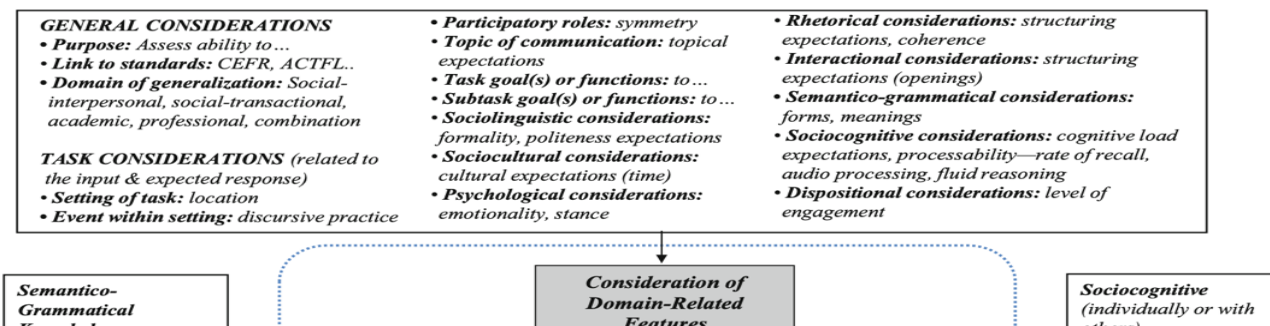 GENERAL CONSIDERATIONS
• Purpose: Assess ability to…
• Link to standards: CEFR, ACTFL..
• Domain of generalization: Social-
interpersonal, social-transactional,
academic, professional, combination
TASK CONSIDERATIONS (related to
the input & expected response)
• Setting of task: location
• Event within setting: discursive practice
• Participatory roles: symmetry
• Topic of communication: topical
expectations
• Task goal(s) or functions: to…
• Subtask goal(s) or functions: to…
• Sociolinguistic considerations:
formality, politeness expectations
• Sociocultural considerations:
cultural expectations (time)
• Psychological considerations:
emotionality, stance
• Rhetorical considerations: structuring
expectations, coherence
• Interactional considerations: structuring
expectations (openings)
• Semantico-grammatical considerations:
forms, meanings
• Sociocognitive considerations: cognitive load
expectations, processability—rate of recall,
audio processing, fluid reasoning
• Dispositional considerations: level of
engagement
Semantico-
Grammatical
Consideration of
Domain-Related
Features
Sociocognitive
(individually or with